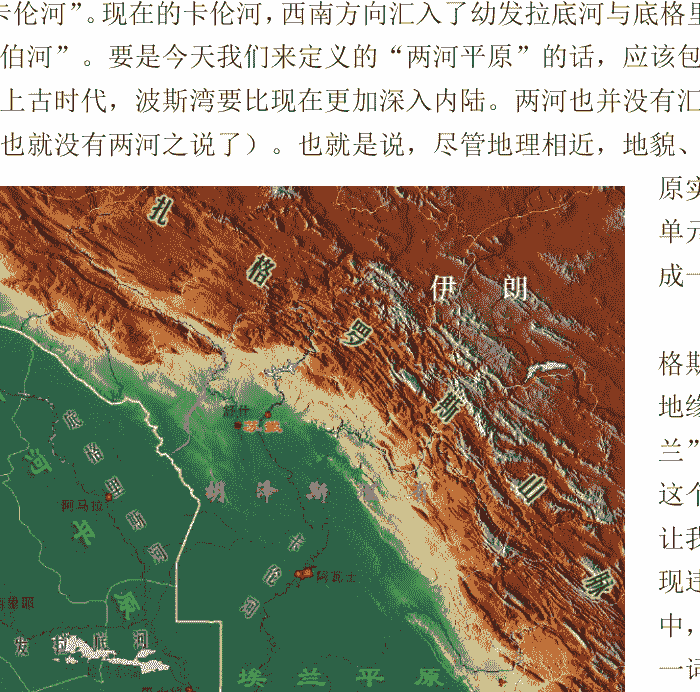 卡伦河”。现在的卡伦河，西南方向汇入了幼发拉底河与底格里
伯河”。要是今天我们来定义的“两河平原”的话，应该包
上古时代，波斯湾要比现在更加深入内陆。两河也并没有汇
也就没有两河之说了）。也就是说，尽管地理相近，地貌、
原实
单元
成一
格斯
地缘
兰”
这个
让我
现违
中，
一词
扎格罗斯山脉
伊朗
底格里斯河
河平原
阿马拉
胡泽斯
卡伦河
阿瓦士
发拉底河
埃兰平原